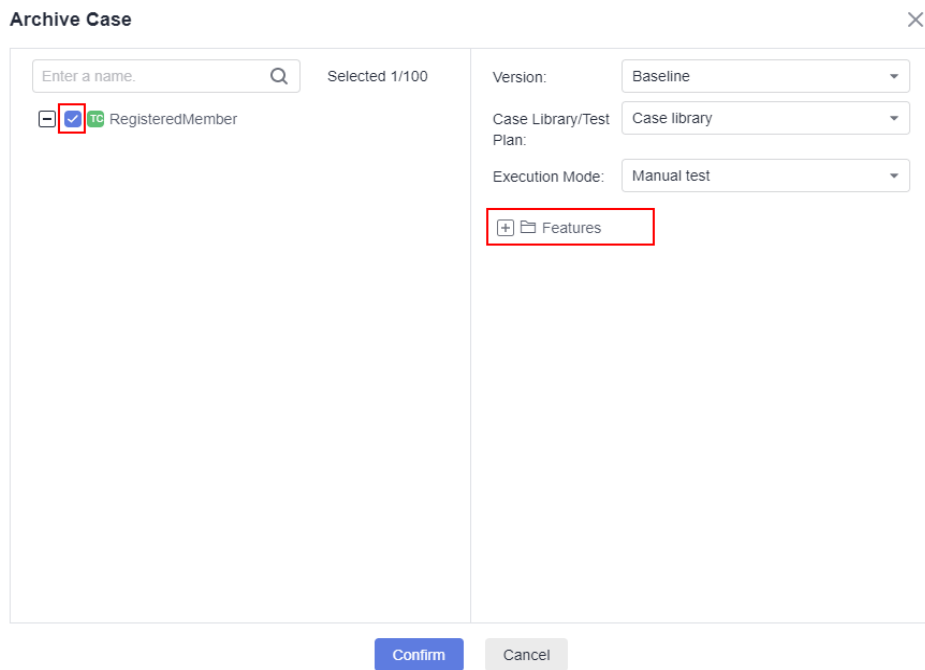 Archive Case
Enter a name.
Selected 1/100
TC RegisteredMember
Version:
Baseline
Case Library/Test
Plan:
Case library
Execution Mode:
Manual test
Features
Confirm
Cancel